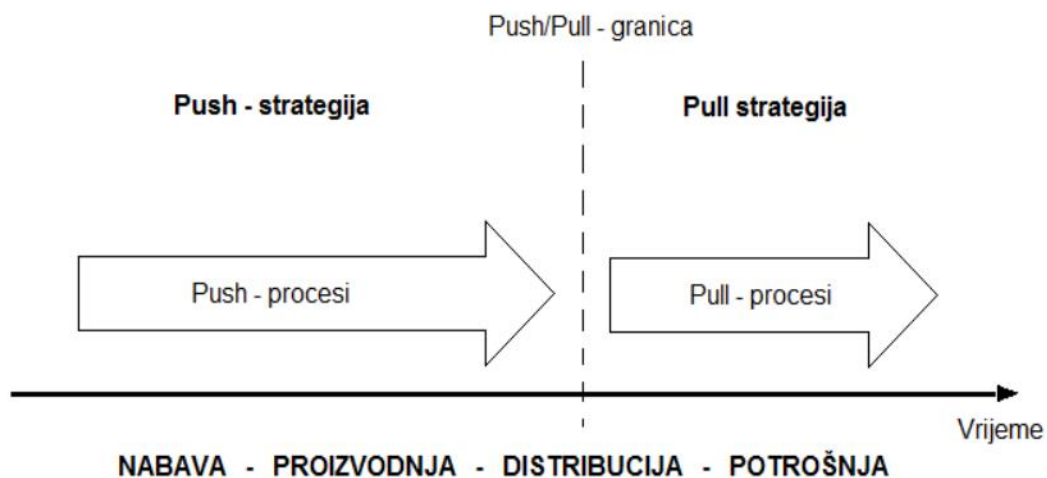 Push/Pull - granica
Push - strategija
Pull strategija
Push - procesi
Pull - procesi
Vrijeme
NABAVA - PROIZVODNJA - DISTRIBUCIJA - POTROŠNJA